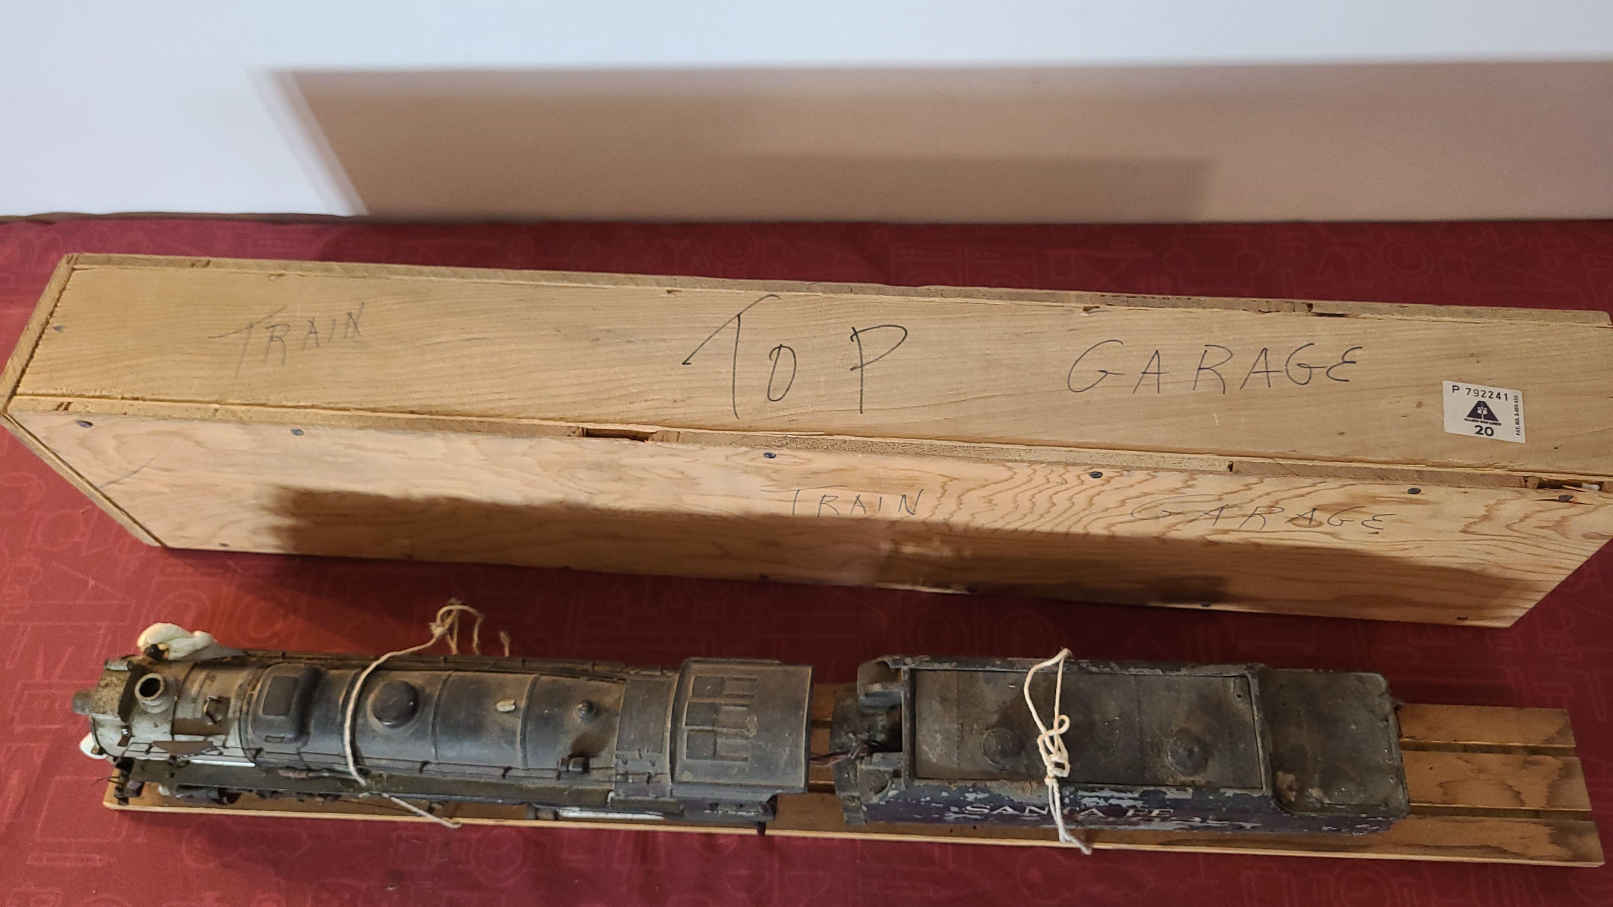 TRAIN TOP GARAGE
P 792241
20
TRAIN GARAGE
SANTA FE